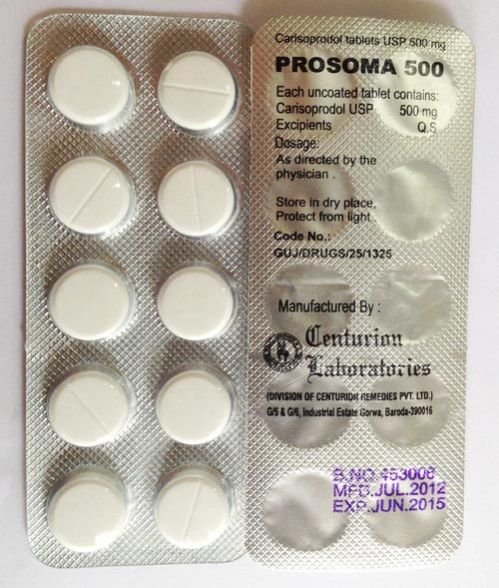 Carisoprodol tablets USP 500 mg
PROSOMA 500
Each uncoated tablet contains:
Carisoprodol USP 500 mg
Excipients Q.S
Dosage:
As directed by the
physician .
Store in dry place,
Protect from light .
Code No.:
GUJ/DRUGS/25/1325
Manufactured By :
Centurion
Laboratories
(DIVISION OF CENTURION REMEDIES PVT. LTD.)
G/5 & G/6, Industrial Estate Gorwa, Baroda-390016
B.NO.453006
MFD.JUL.2012
EXP.JUN.2015